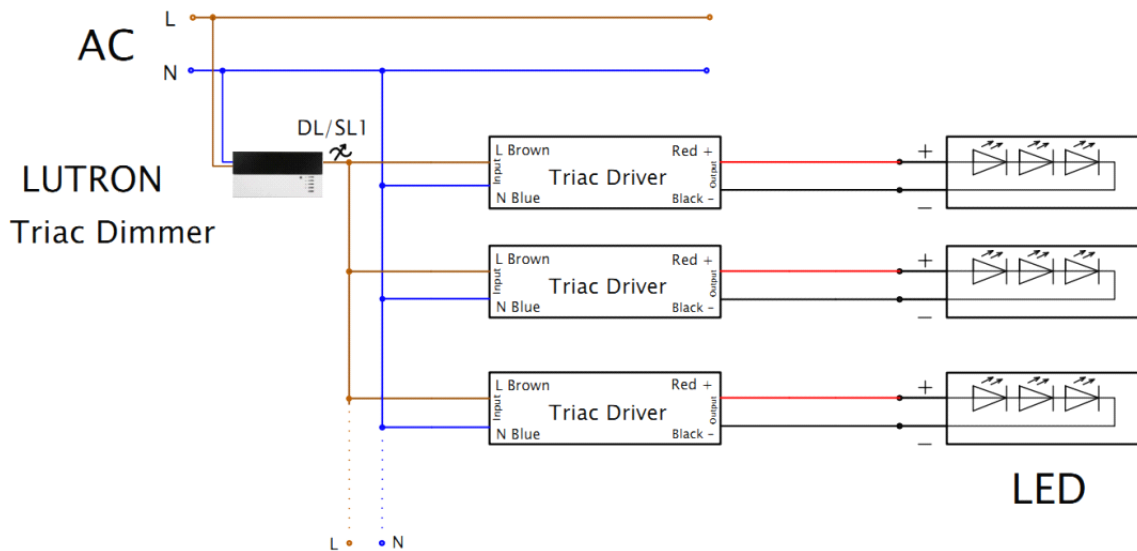 L
AC
N
DL/SL1
LUTRON
Triac Dimmer
L Brown
Input
N Blue
Triac Driver
Red +
Output
Black -
+
–
L Brown
Input
N Blue
Triac Driver
Red +
Output
Black -
+
–
L Brown
Input
N Blue
Triac Driver
Red +
Output
Black -
+
–
LED
L
N